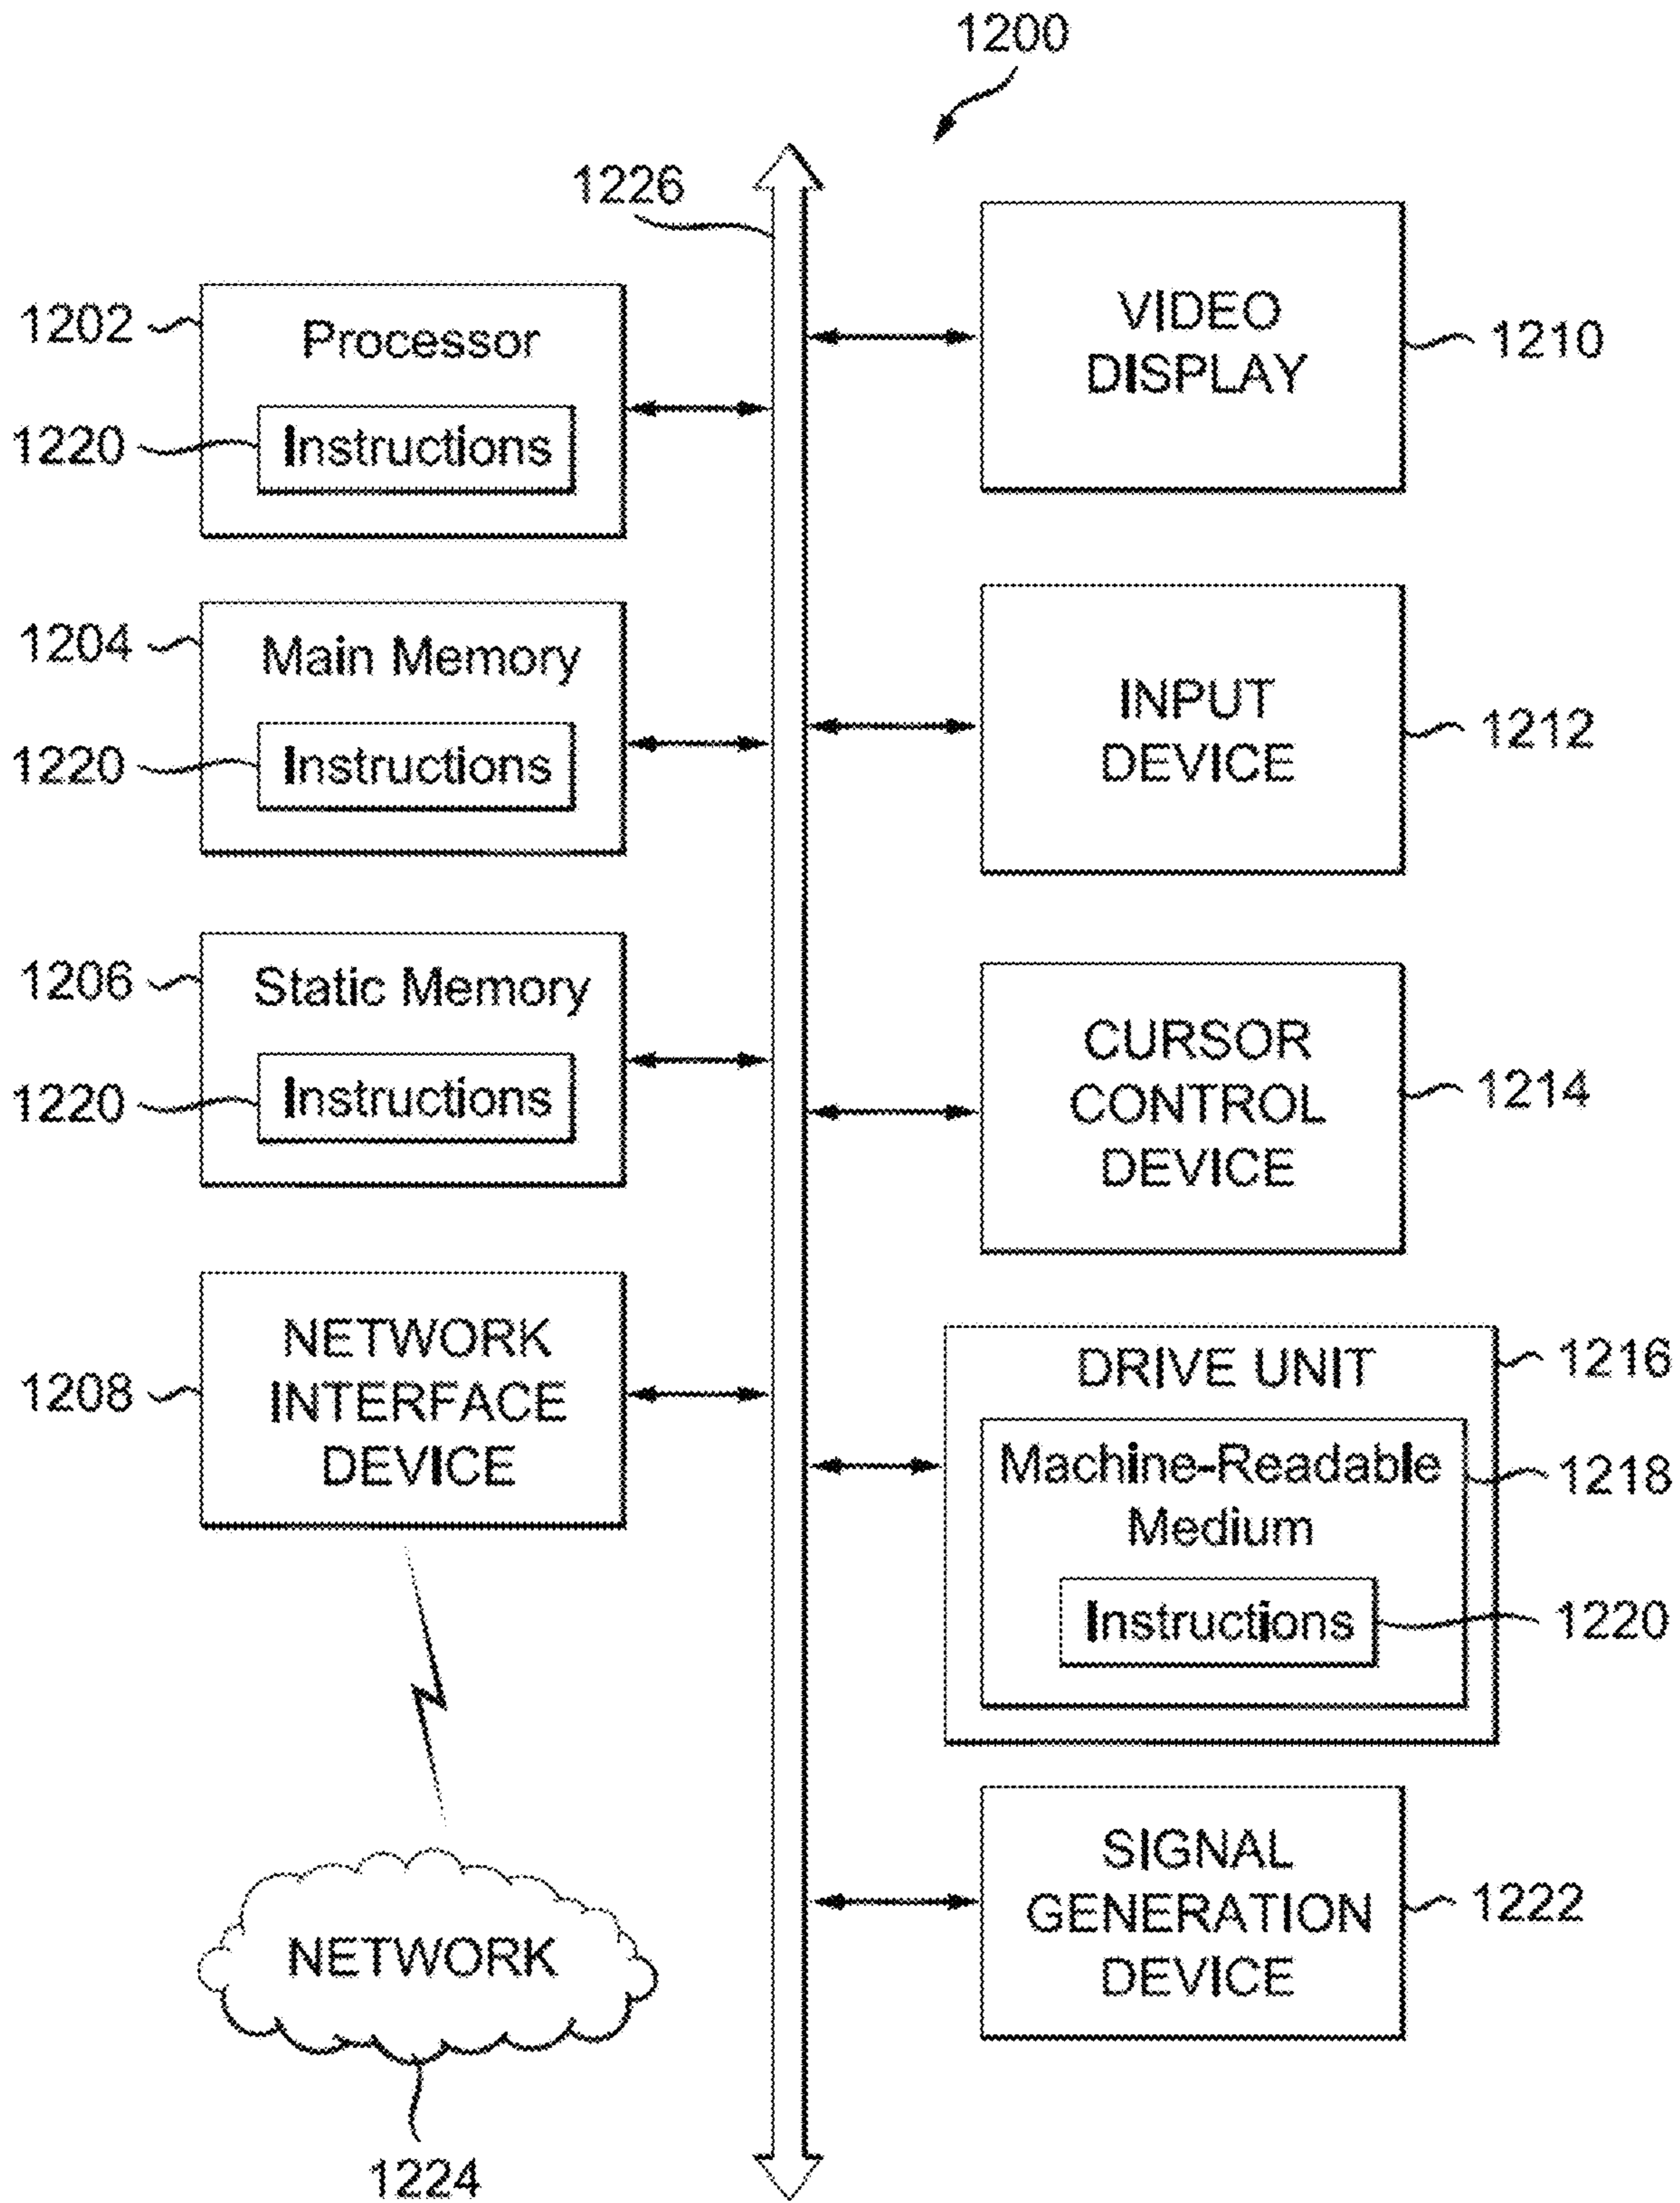 1200
1226
1202
Processor
1220
Instructions
1204
Main Memory
1220
Instructions
1206
Static Memory
1220
Instructions
1208
NETWORK
INTERFACE
DEVICE
NETWORK
1224
VIDEO
DISPLAY
1210
INPUT
DEVICE
1212
CURSOR
CONTROL
DEVICE
1214
DRIVE UNIT
1216
Machine-Readable
Medium
1218
Instructions
1220
SIGNAL
GENERATION
DEVICE
1222